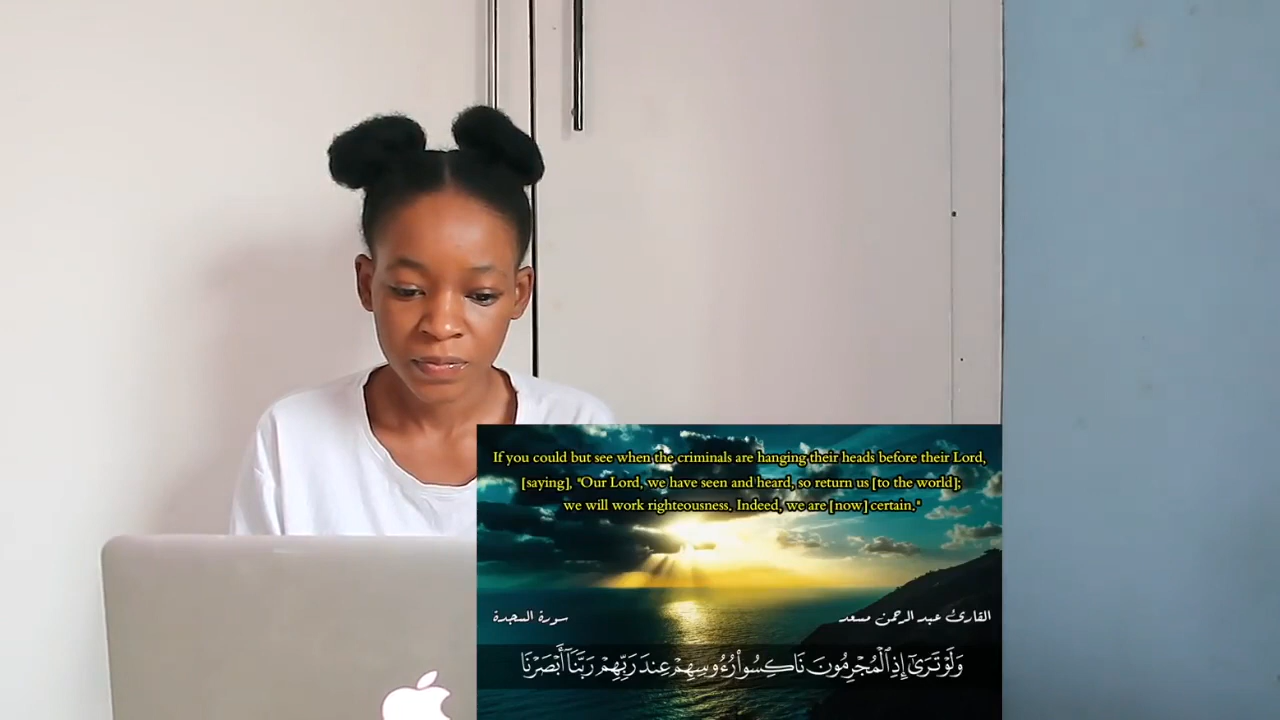 If you could but see when the criminals are hanging their heads before their Lord,
[saying], "Our Lord, we have seen and heard, so return us [to the world];
we will work righteousness. Indeed, we are [now] certain."
سورة السجدة
القارئ عبد الرحمن مسعد
وَلَوْ تَرَىٰٓ إِذِ ٱلْمُجْرِمُونَ نَاكِسُوا۟ رُءُوسِهِمْ عِندَ رَبِّهِمْ رَبَّنَآ أَبْصَرْنَا